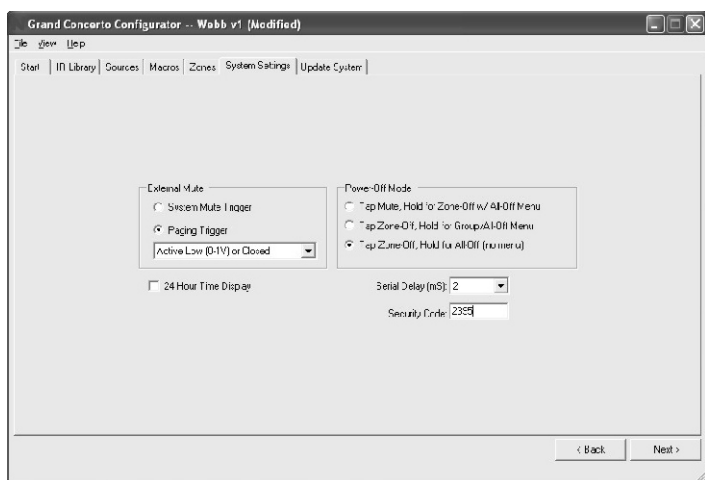 Grand Concerto Configurator -- Webb v1 (Modified)
File View Help
Start IR Library Sources Macros Zones System Settings Update System
External Mute
System Mute Trigger
Paging Trigger
Active Low (0-1V) or Closed
24 Hour Time Display
Power-Off Mode
Tap Mute, Hold for Zone-Off w/ All-Off Menu
Tap Zone-Off, Hold for Group/All-Off Menu
Tap Zone-Off, Hold for All-Off (no menu)
Serial Delay (mS): 2
Security Code:
< Back Next >